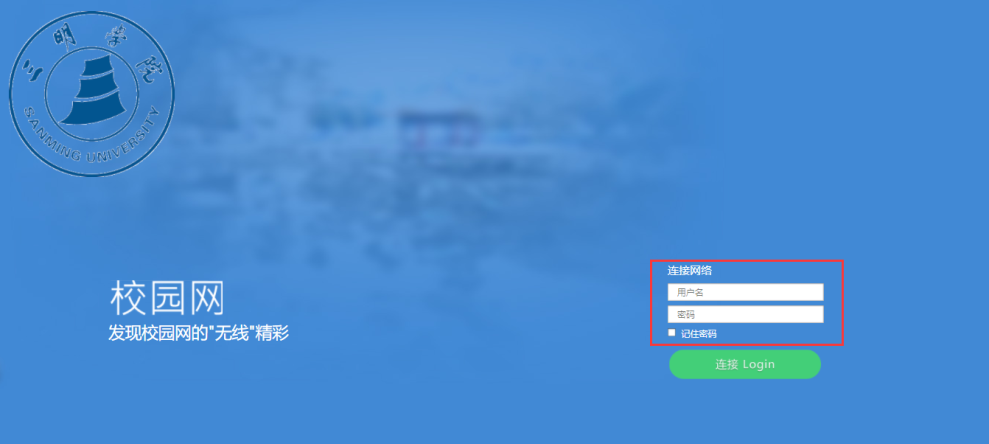 三明学院
SANMING UNIVERSITY
校园网
发现校园网的"无线"精彩
连接网络
用户名
密码
记住密码
连接 Login